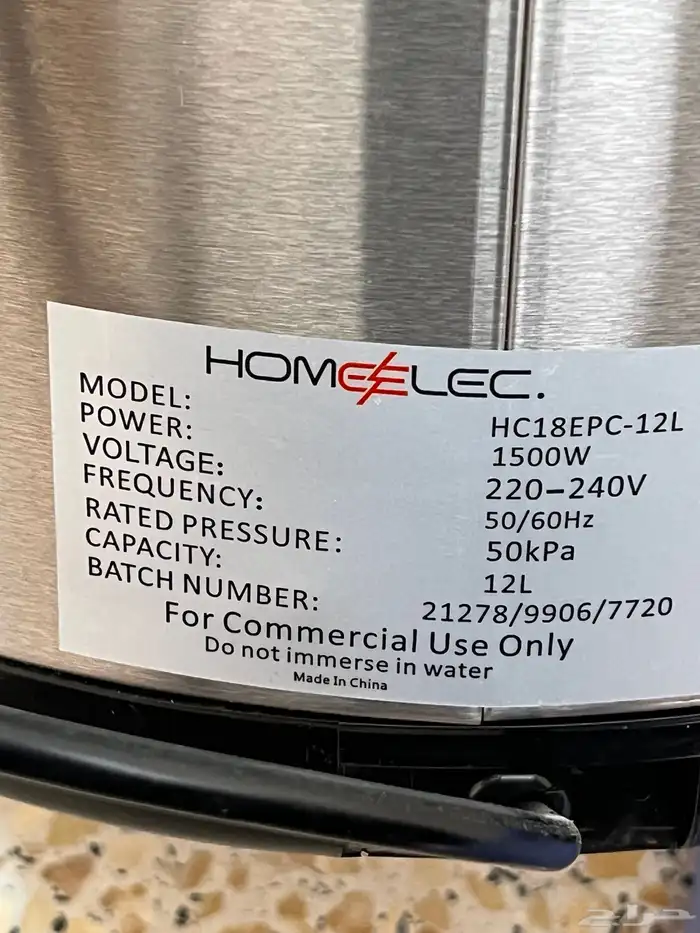 HOMEELEC.
MODEL: HC18EPC-12L
POWER: 1500W
VOLTAGE: 220-240V
FREQUENCY: 50/60Hz
RATED PRESSURE: 50kPa
CAPACITY: 12L
BATCH NUMBER: 21278/9906/7720
For Commercial Use Only
Do not immerse in water
Made In China
حراج